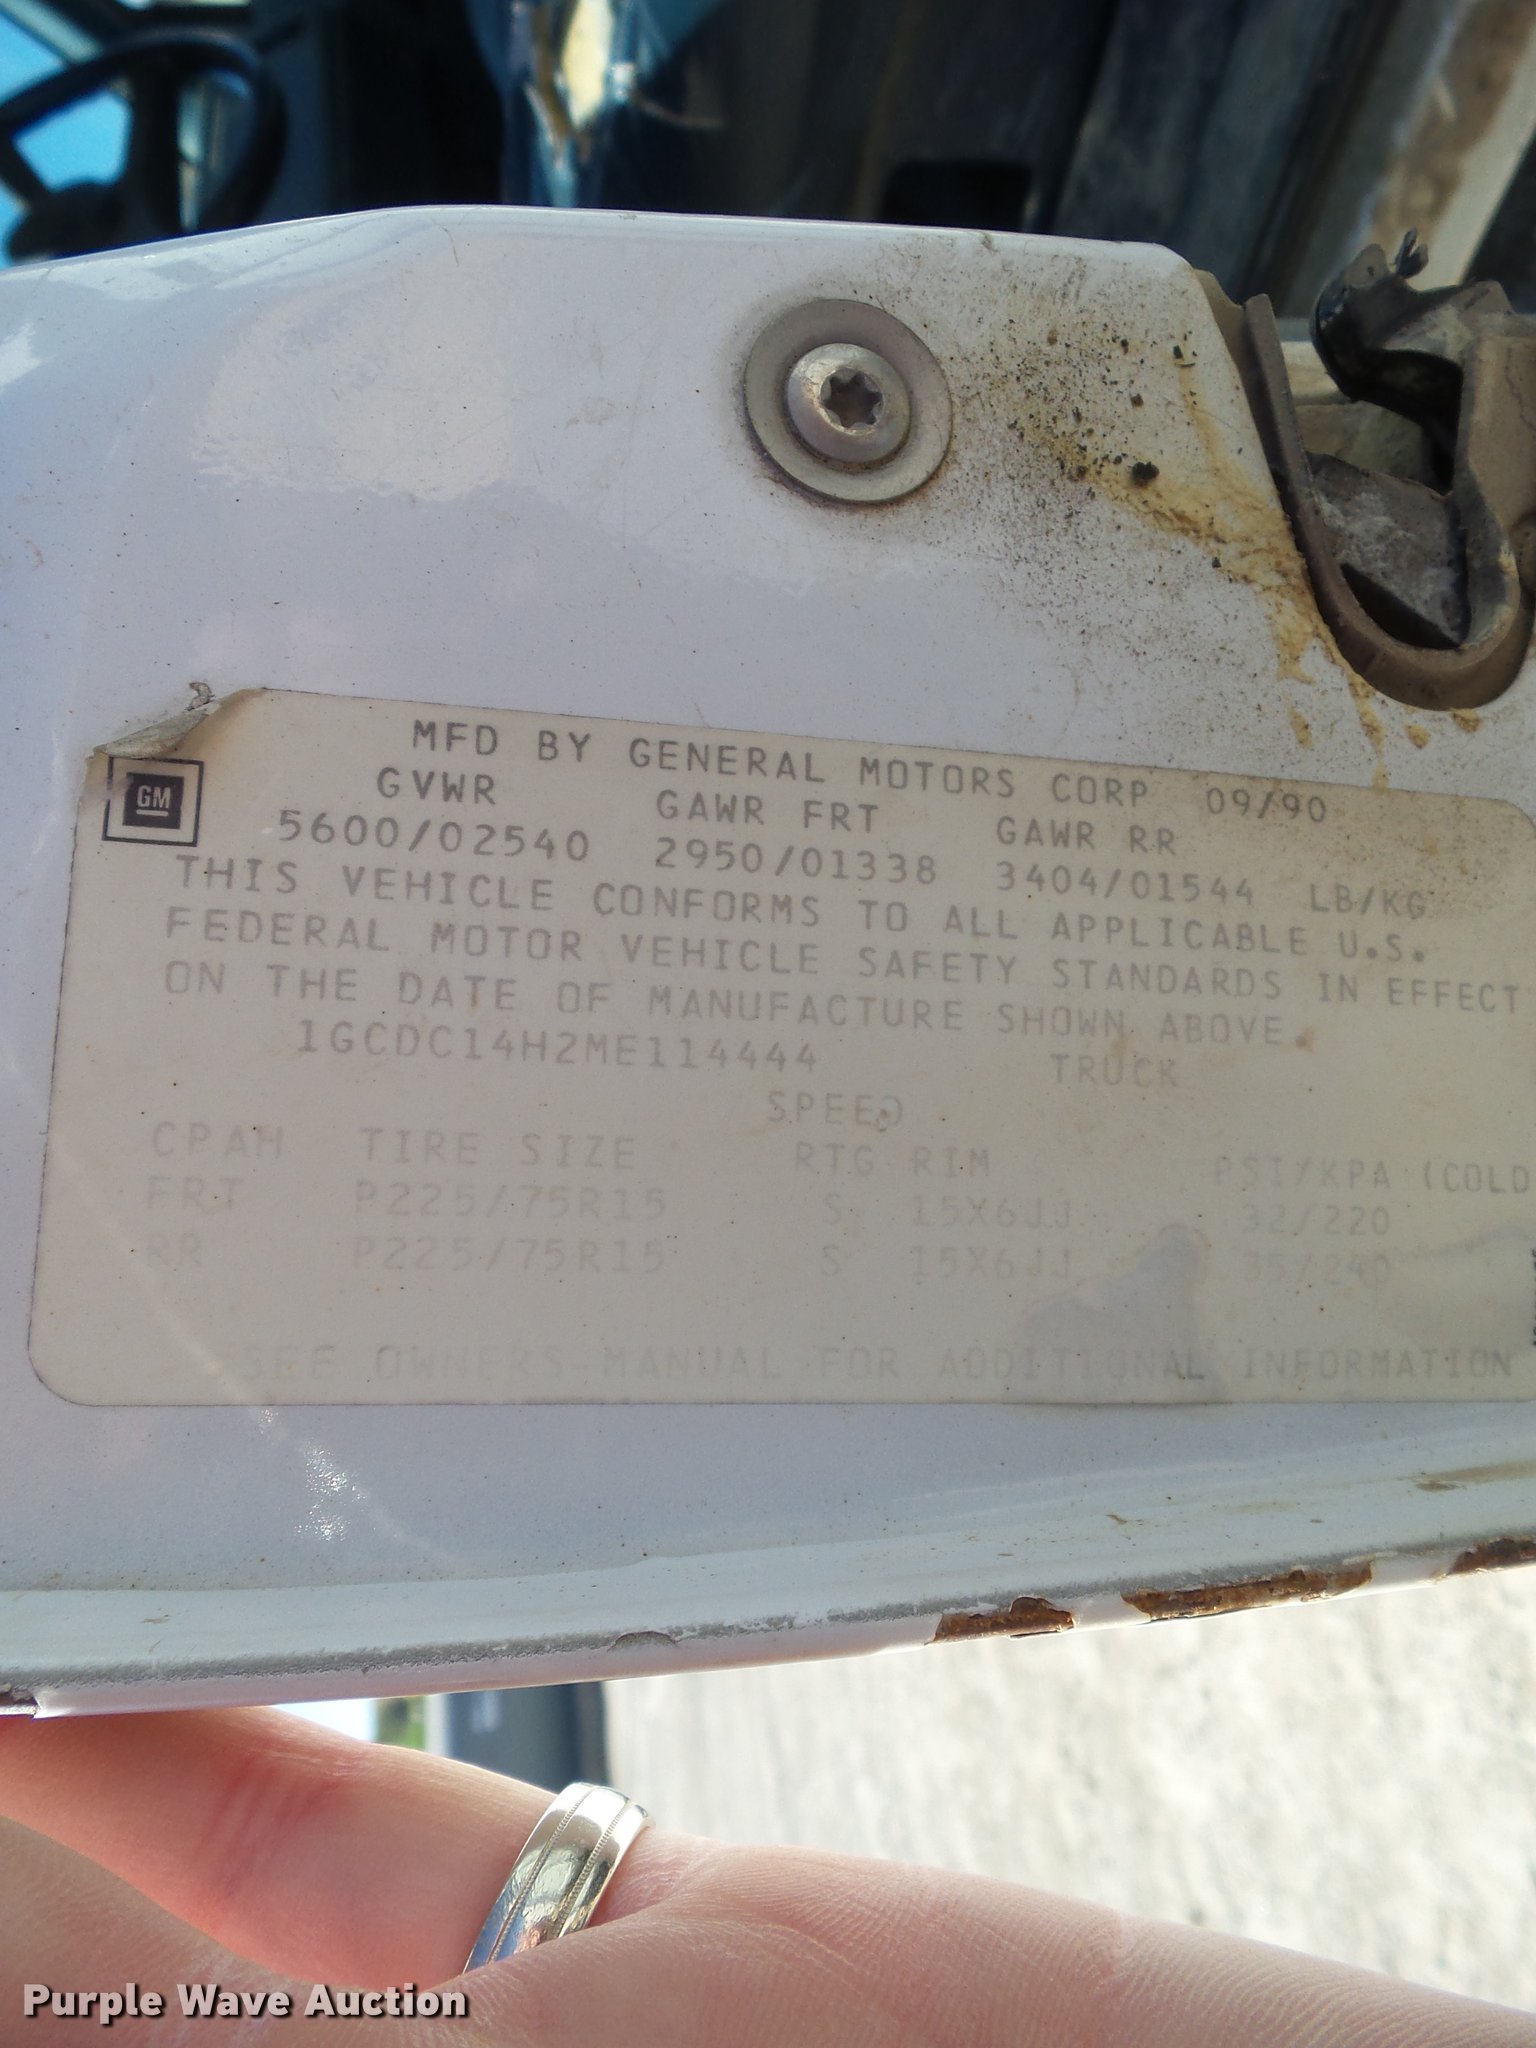 MFD BY GENERAL MOTORS CORP 09/90
GM
GVWR GAWR FRT GAWR RR
5600/02540 2950/01338 3404/01544 LB/KG
THIS VEHICLE CONFORMS TO ALL APPLICABLE U.S.
FEDERAL MOTOR VEHICLE SAFETY STANDARDS IN EFFECT
ON THE DATE OF MANUFACTURE SHOWN ABOVE.
1GCDC14H2ME114444 TRUCK
SPEED
CPAH TIRE SIZE RTG RIM PSI/KPA (COLD
FRT P225/75R15 S 15X6JJ 32/220
RR P225/75R15 S 15X6JJ 35/240
SEE OWNERS-MANUAL FOR ADDITIONAL INFORMATION
Purple Wave Auction